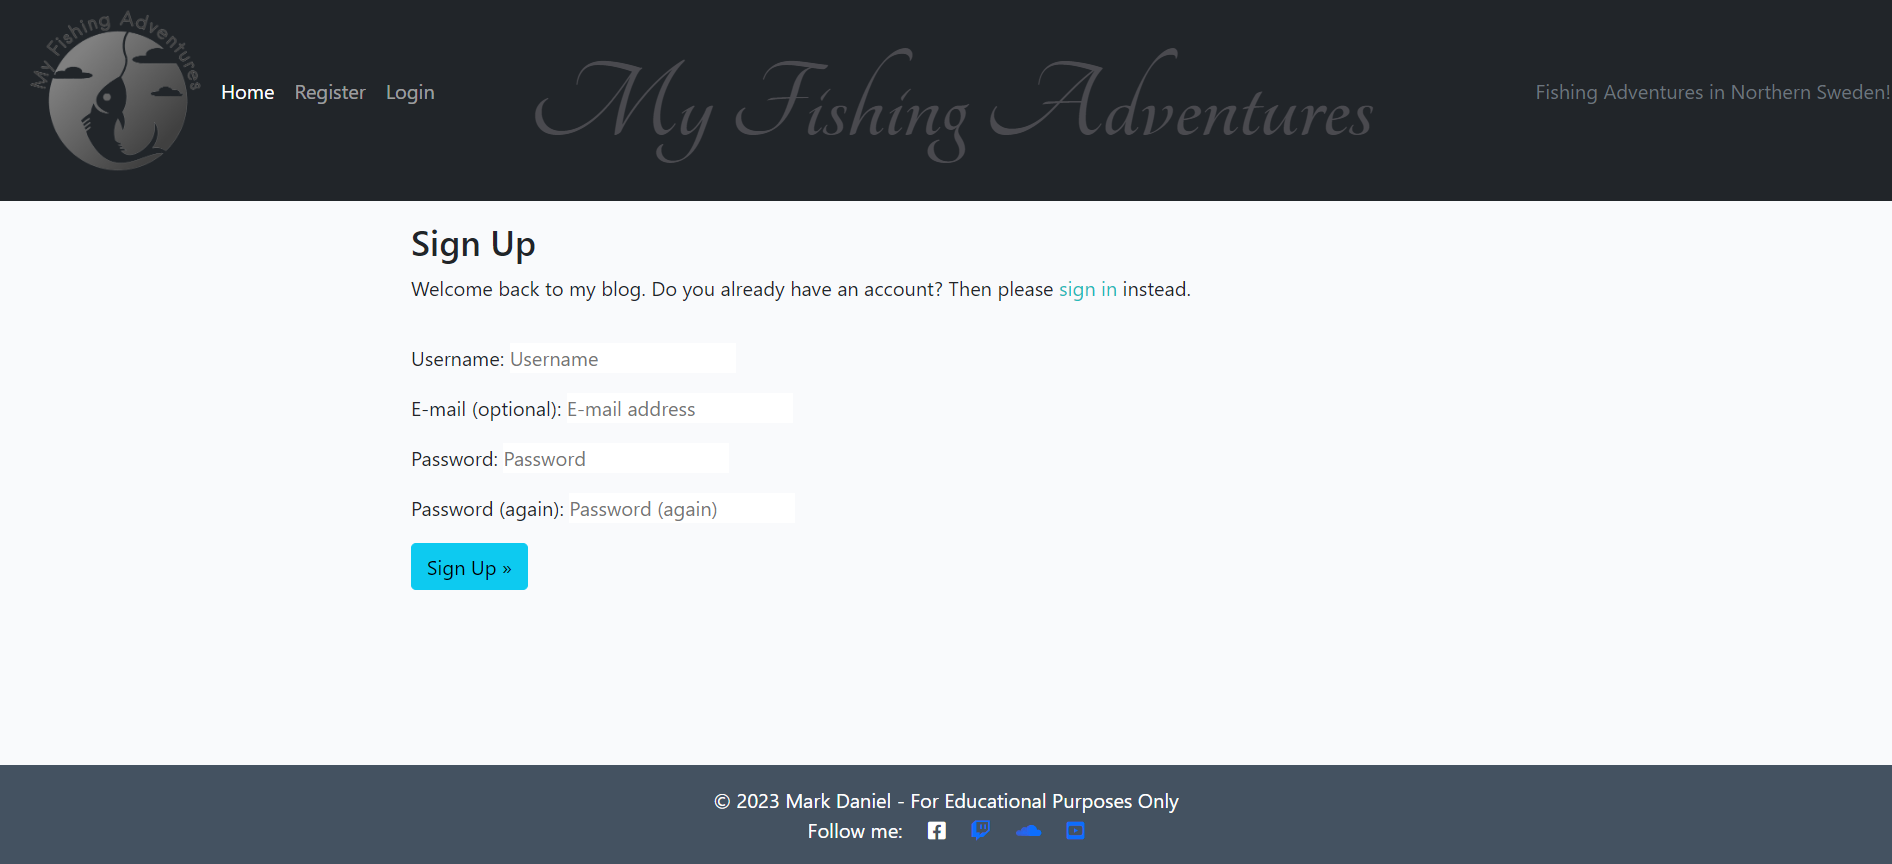 My Fishing Adventures
Home Register Login
My Fishing Adventures
Fishing Adventures in Northern Sweden!
Sign Up
Welcome back to my blog. Do you already have an account? Then please sign in instead.
Username: Username
E-mail (optional): E-mail address
Password: Password
Password (again): Password (again)
Sign Up »
© 2023 Mark Daniel - For Educational Purposes Only
Follow me: